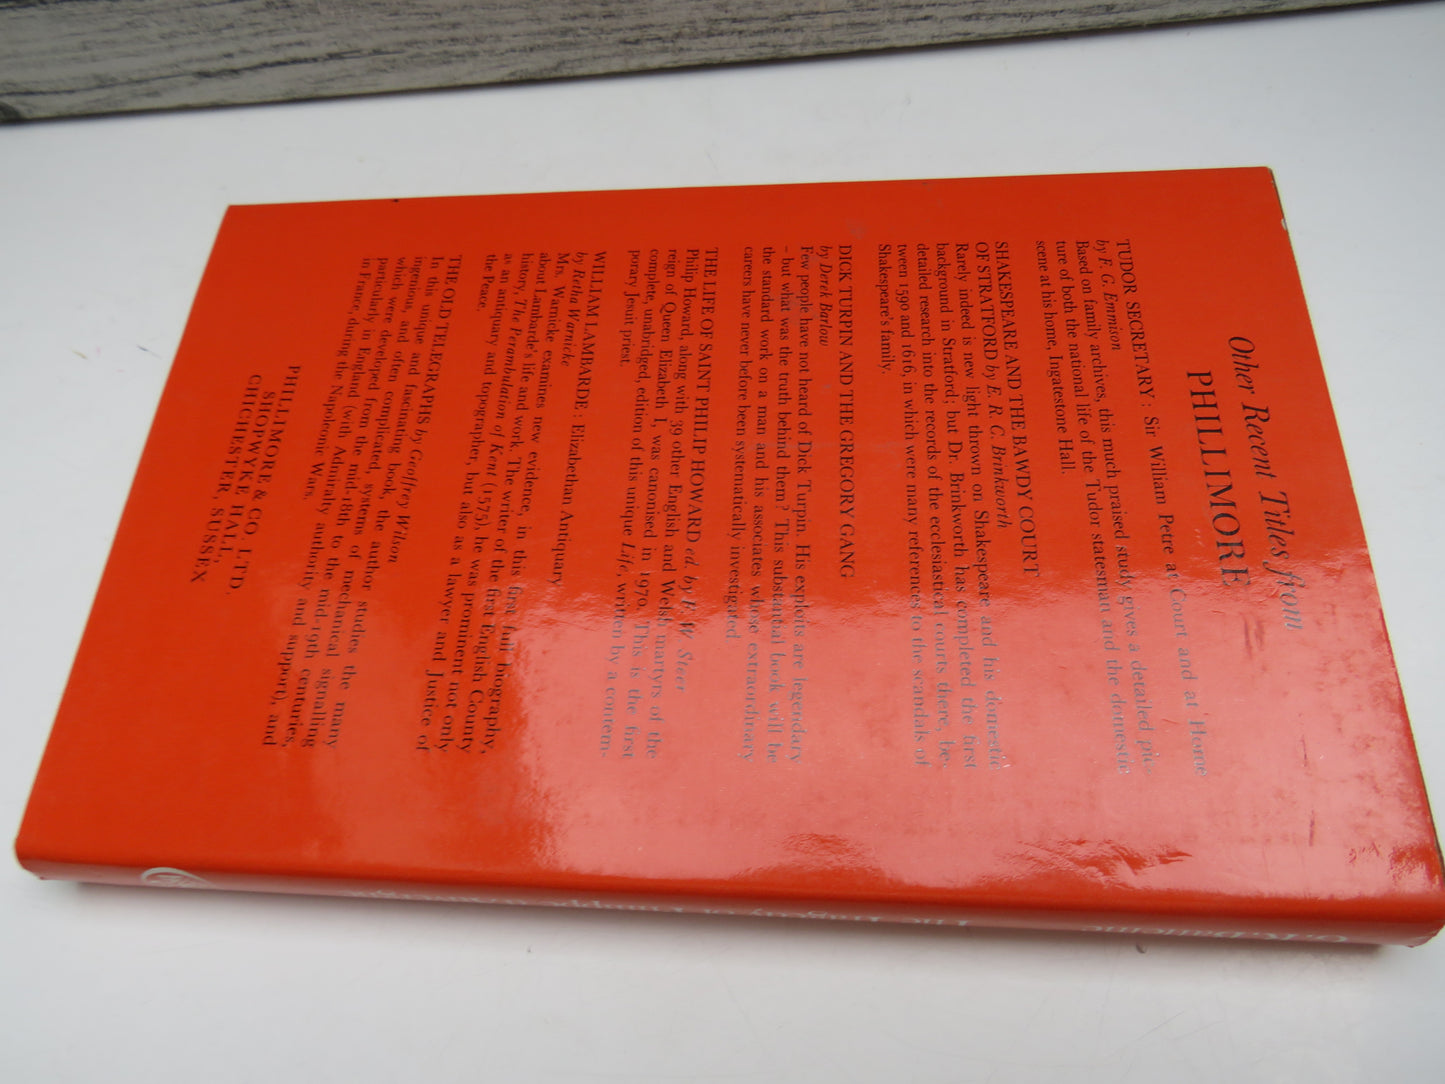 Other Recent Titles from
PHILLIMORE
TUDOR SECRETARY : Sir William Petre at Court and at Home
by F. G. Emmison
Based on family archives, this much praised study gives a detailed pic-
ture of both the national life of the Tudor statesman and the domestic
scene at his home, Ingatestone Hall.
SHAKESPEARE AND THE BAWDY COURT
OF STRATFORD by E. R. C. Brinkworth
Rarely indeed is new light thrown on Shakespeare and his domestic
background in Stratford; but Dr. Brinkworth has completed the first
detailed research into the records of the ecclesiastical courts there, be-
tween 1590 and 1616, in which were many references to the scandals of
Shakespeare's family.
DICK TURPIN AND THE GREGORY GANG
by Derek Barlow
Few people have not heard of Dick Turpin. His exploits are legendary
– but what was the truth behind them? This substantial book will be
the standard work on a man and his associates whose extraordinary
careers have never before been systematically investigated
THE LIFE OF SAINT PHILIP HOWARD ed. by F. W. Steer
Philip Howard, along with 39 other English and Welsh martyrs of the
reign of Queen Elizabeth I, was canonised in 1970. This is the first
complete, unabridged, edition of this unique Life, written by a contem-
porary Jesuit priest.
WILLIAM LAMBARDE : Elizabethan Antiquary
by Retha Warnicke
Mrs. Warnicke examines new evidence, in this first full biography,
about Lambarde's life and work. The writer of the first English County
history, The Perambulation of Kent (1575), he was prominent not only
as an antiquary and topographer, but also as a lawyer and Justice of
the Peace.
THE OLD TELEGRAPHS by Geoffrey Wilson
In this unique and fascinating book, the author studies the many
ingenious, and often complicated, systems of mechanical signalling
which were developed from the mid-18th to the mid-19th centuries,
particularly in England (with Admiralty authority and support), and
in France, during the Napoleonic Wars.
PHILLIMORE & CO. LTD.
SHOPWYKE HALL,
CHICHESTER, SUSSEX